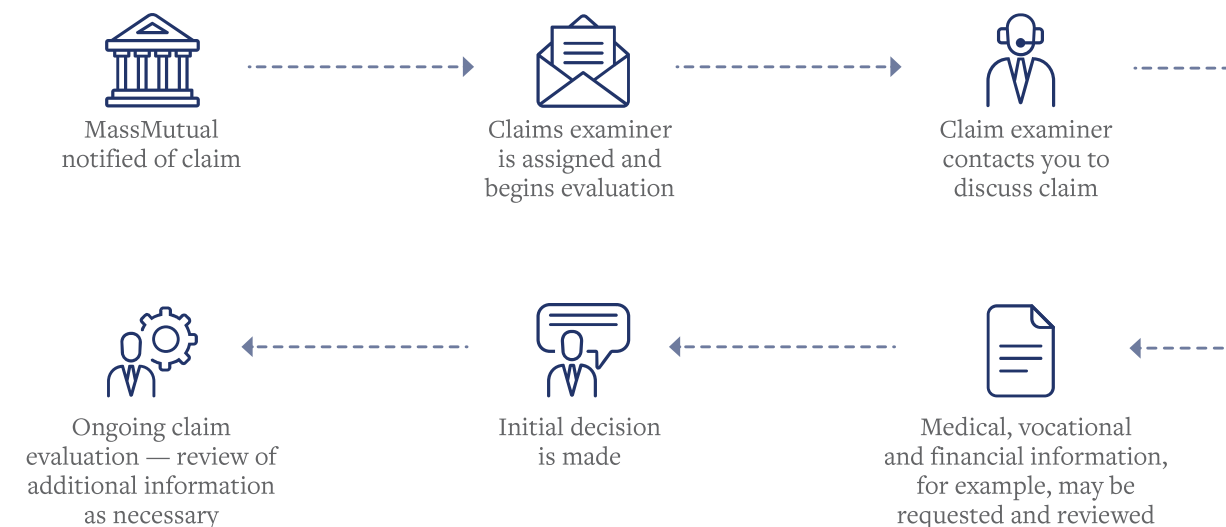 MassMutual
notified of claim
Claims examiner
is assigned and
begins evaluation
Claim examiner
contacts you to
discuss claim
Ongoing claim
evaluation — review of
additional information
as necessary
Initial decision
is made
Medical, vocational
and financial information,
for example, may be
requested and reviewed